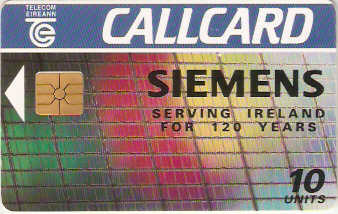 TELECOM
EIREANN
CALLCARD
SIEMENS
SERVING IRELAND
FOR 120 YEARS
10
UNITS